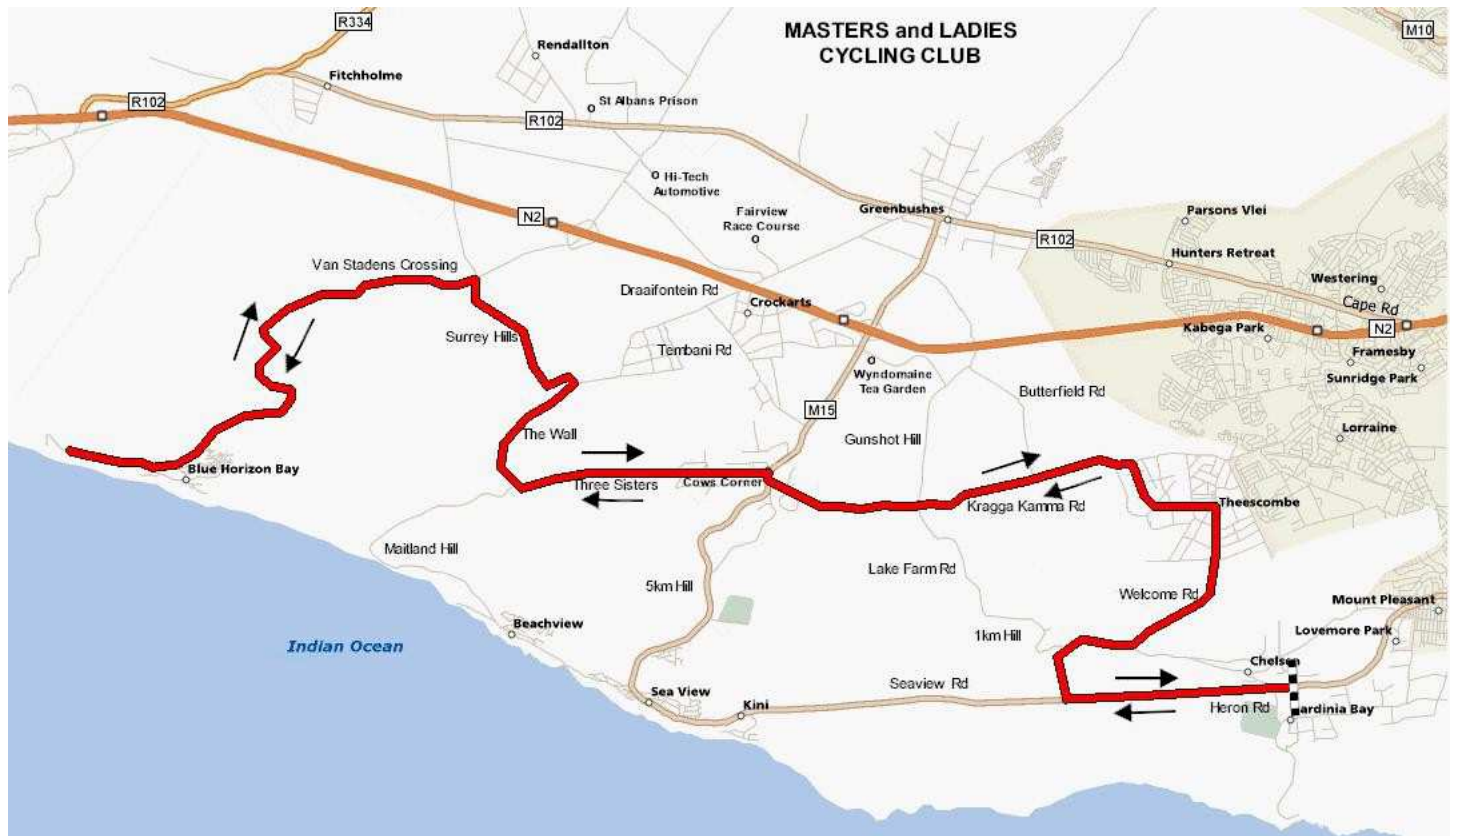 MASTERS and LADIES
CYCLING CLUB
R334
M10
Rendallton
Fitchholme
R102
St Albans Prison
R102
Hi-Tech
Automotive
Fairview
Race Course
Greenbushes
Parsons Vlei
N2
R102
Hunters Retreat
Van Stadens Crossing
Westering
Draaifontein Rd
Crockarts
Cape Rd
Kabega Park
N2
Surrey Hills
Tembani Rd
Framesby
Wyndomaine
Tea Garden
Sunridge Park
Butterfield Rd
M15
The Wall
Gunshot Hill
Lorraine
Blue Horizon Bay
Three Sisters
Cows Corner
Kragga Kamma Rd
Theescombe
Maitland Hill
Lake Farm Rd
5km Hill
Welcome Rd
Mount Pleasant
Beachview
1km Hill
Lovemore Park
Indian Ocean
Chelsea
Sea View
Seaview Rd
Kini
Heron Rd
ardinia Bay